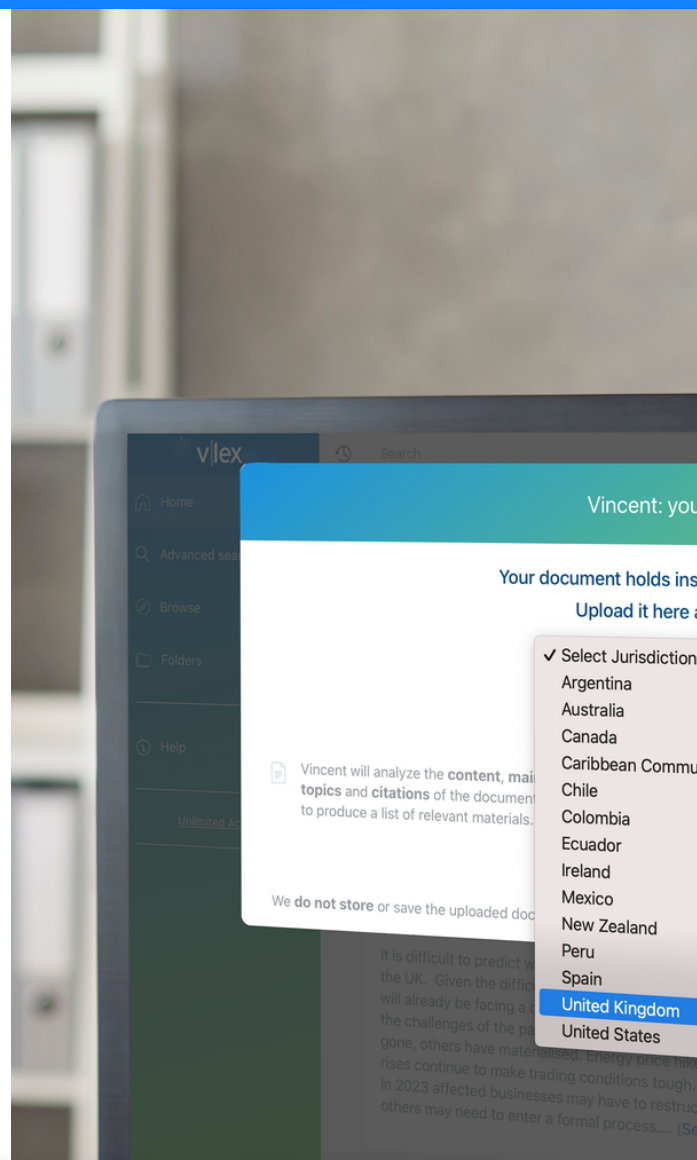 v|lex
Search
Home
Advanced sea
Browse
Folders
Help
Unlimited Ac
Vincent: you
Your document holds ins
Upload it here a
✓ Select Jurisdiction
Argentina
Australia
Canada
Caribbean Commu
Chile
Colombia
Ecuador
Ireland
Mexico
New Zealand
Peru
Spain
United Kingdom
United States
Vincent will analyze the content, mai
topics and citations of the document
to produce a list of relevant materials.
We do not store or save the uploaded doc
It is difficult to predict w
the UK. Given the diffic
will already be facing a c
the challenges of the pa
gone, others have materialised. Energy price hik
rises continue to make trading conditions tough.
in 2023 affected businesses may have to restruc
others may need to enter a formal process.... (Se